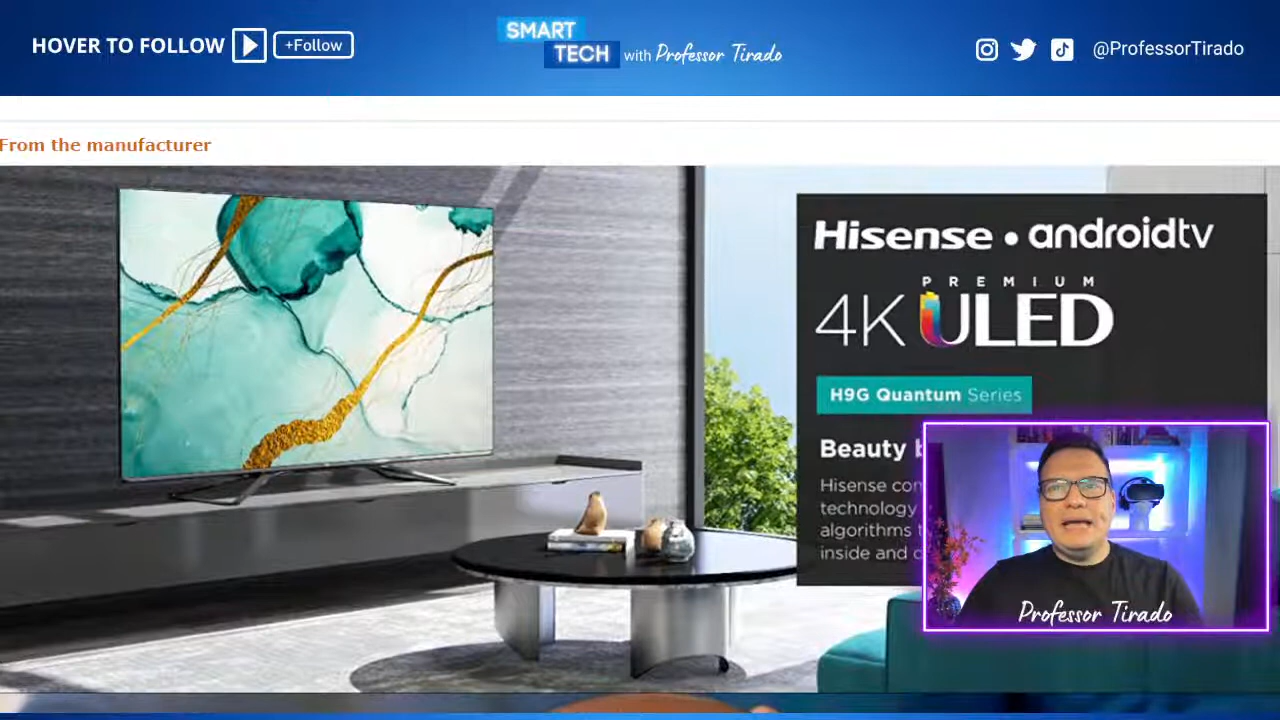 HOVER TO FOLLOW
+Follow
SMART
TECH with Professor Tirado
@ProfessorTirado
From the manufacturer
Hisense • androidtv
PREMIUM
4K ULED
H9G Quantum Series
Beauty
Hisense
technology
algorithms
inside and
Professor Tirado